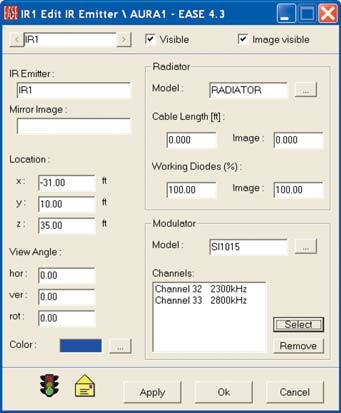 EASE IR1 Edit IR Emitter \ AURA1 - EASE 4.3
< IR1 > Visible Image visible
IR Emitter :
IR1
Mirror Image :
Location :
x : -31.00 ft
y : 10.00 ft
z : 35.00 ft
View Angle :
hor : 0.00
ver : 0.00
rot : 0.00
Color : ...
Radiator
Model : RADIATOR ...
Cable Length [ft] :
0.000 Image : 0.000
Working Diodes (%) :
100.00 Image : 100.00
Modulator
Model : SI1015 ...
Channels:
Channel 32 2300kHz
Channel 33 2800kHz
Select
Remove
Apply Ok Cancel